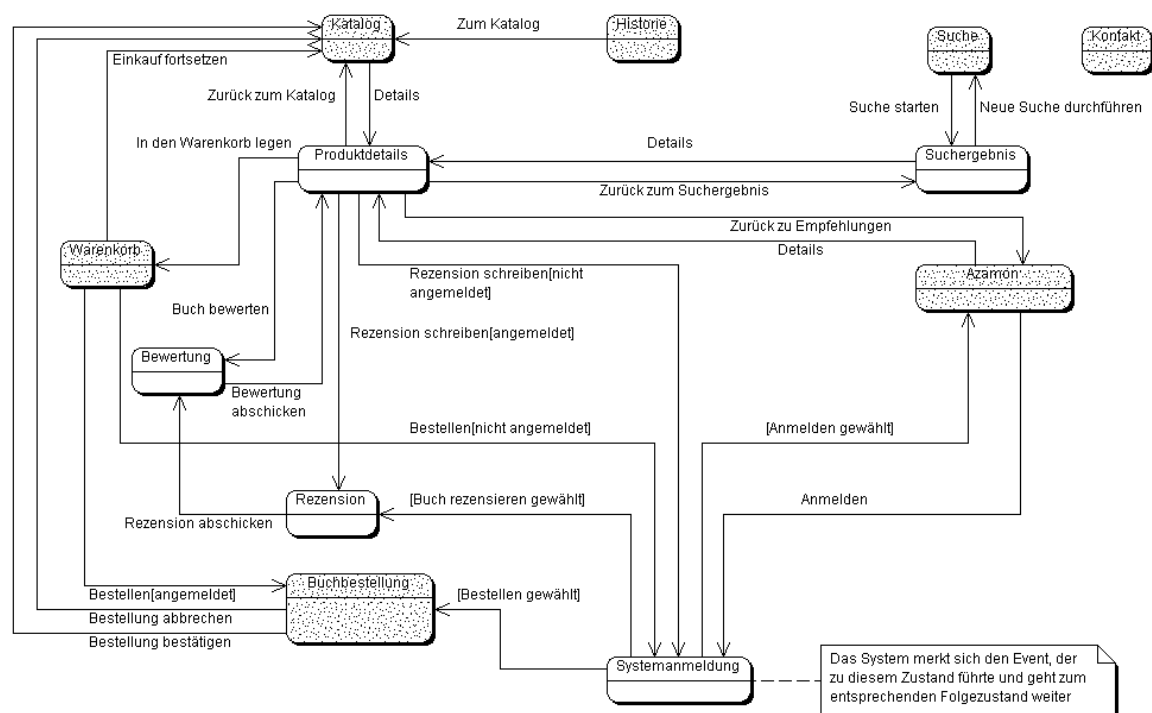 Katalog
Zum Katalog
Historie
Suche
Kontakt
Einkauf fortsetzen
Zurück zum Katalog
Details
Suche starten
Neue Suche durchführen
In den Warenkorb legen
Produktdetails
Details
Suchergebnis
Zurück zum Suchergebnis
Zurück zu Empfehlungen
Warenkorb
Details
Rezension schreiben[nicht
angemeldet]
Azamón
Buch bewerten
Rezension schreiben[angemeldet]
Bewertung
Bewertung
abschicken
Bestellen[nicht angemeldet]
[Anmelden gewählt]
Rezension
[Buch rezensieren gewählt]
Anmelden
Rezension abschicken
Buchbestellung
Bestellen[angemeldet]
[Bestellen gewählt]
Bestellung abbrechen
Bestellung bestätigen
Systemanmeldung
Das System merkt sich den Event, der
zu diesem Zustand führte und geht zum
entsprechenden Folgezustand weiter